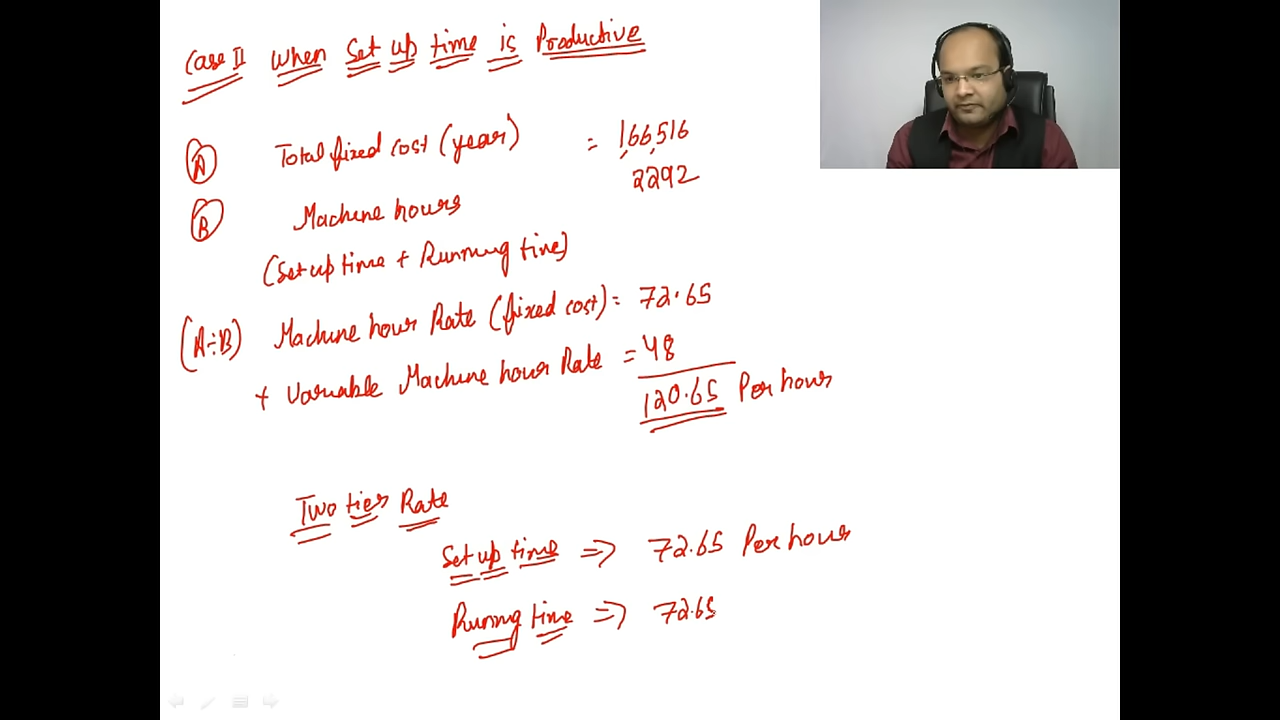 Case II When Set up time is Productive
A Total fixed cost (year) = 166516
2292
B Machine hours
(Set up time + Running time)
(A÷B) Machine hour Rate (fixed cost) = 72.65
+ Variable Machine hour Rate = 48
120.65 Per hour
Two tier Rate
Set up time => 72.65 Per hour
Running time => 72.65